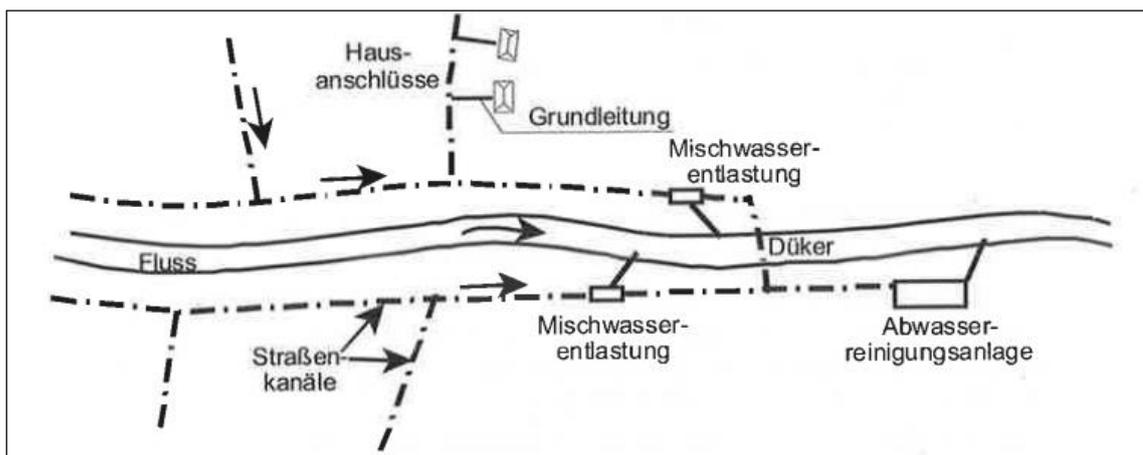 Haus-
anschlüsse
Grundleitung
Mischwasser-
entlastung
Fluss
Düker
Mischwasser-
entlastung
Straßen-
kanäle
Abwasser-
reinigungsanlage